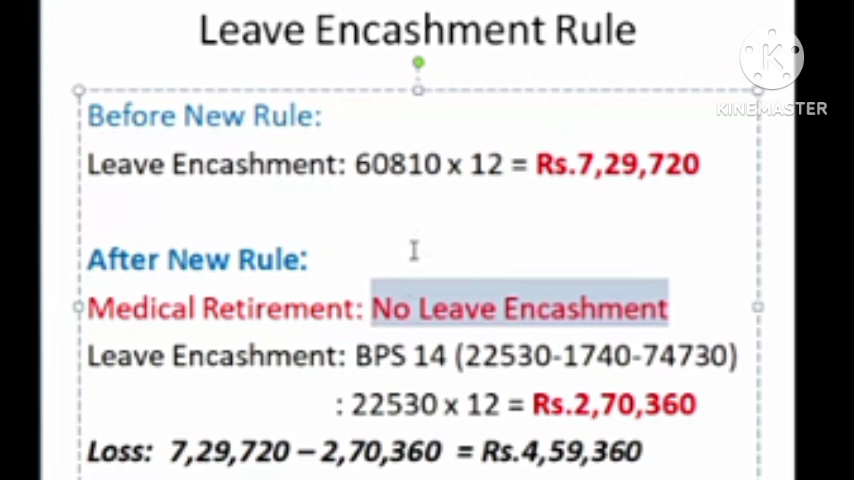 Leave Encashment Rule
KINEMASTER
Before New Rule:
Leave Encashment: 60810 x 12 = Rs.7,29,720
After New Rule:
Medical Retirement: No Leave Encashment
Leave Encashment: BPS 14 (22530-1740-74730)
: 22530 x 12 = Rs.2,70,360
Loss: 7,29,720 – 2,70,360 = Rs.4,59,360